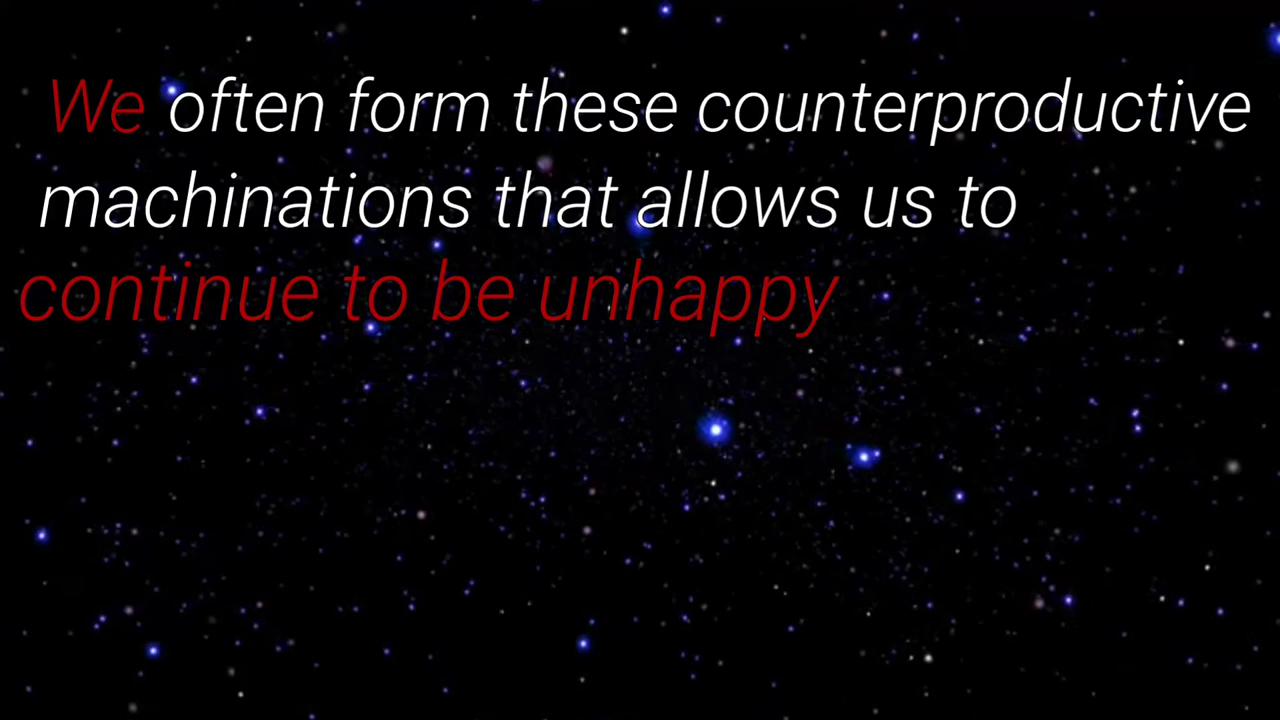 We often form these counterproductive
machinations that allows us to
continue to be unhappy